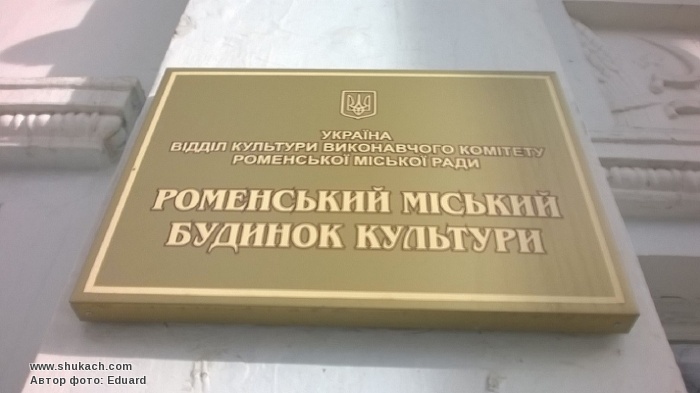 УКРАЇНА
ВІДДІЛ КУЛЬТУРИ ВИКОНАВЧОГО КОМІТЕТУ
РОМЕНСЬКОЇ МІСЬКОЇ РАДИ
РОМЕНСЬКИЙ МІСЬКИЙ
БУДИНОК КУЛЬТУРИ
www.shukach.com
Автор фото: Eduard